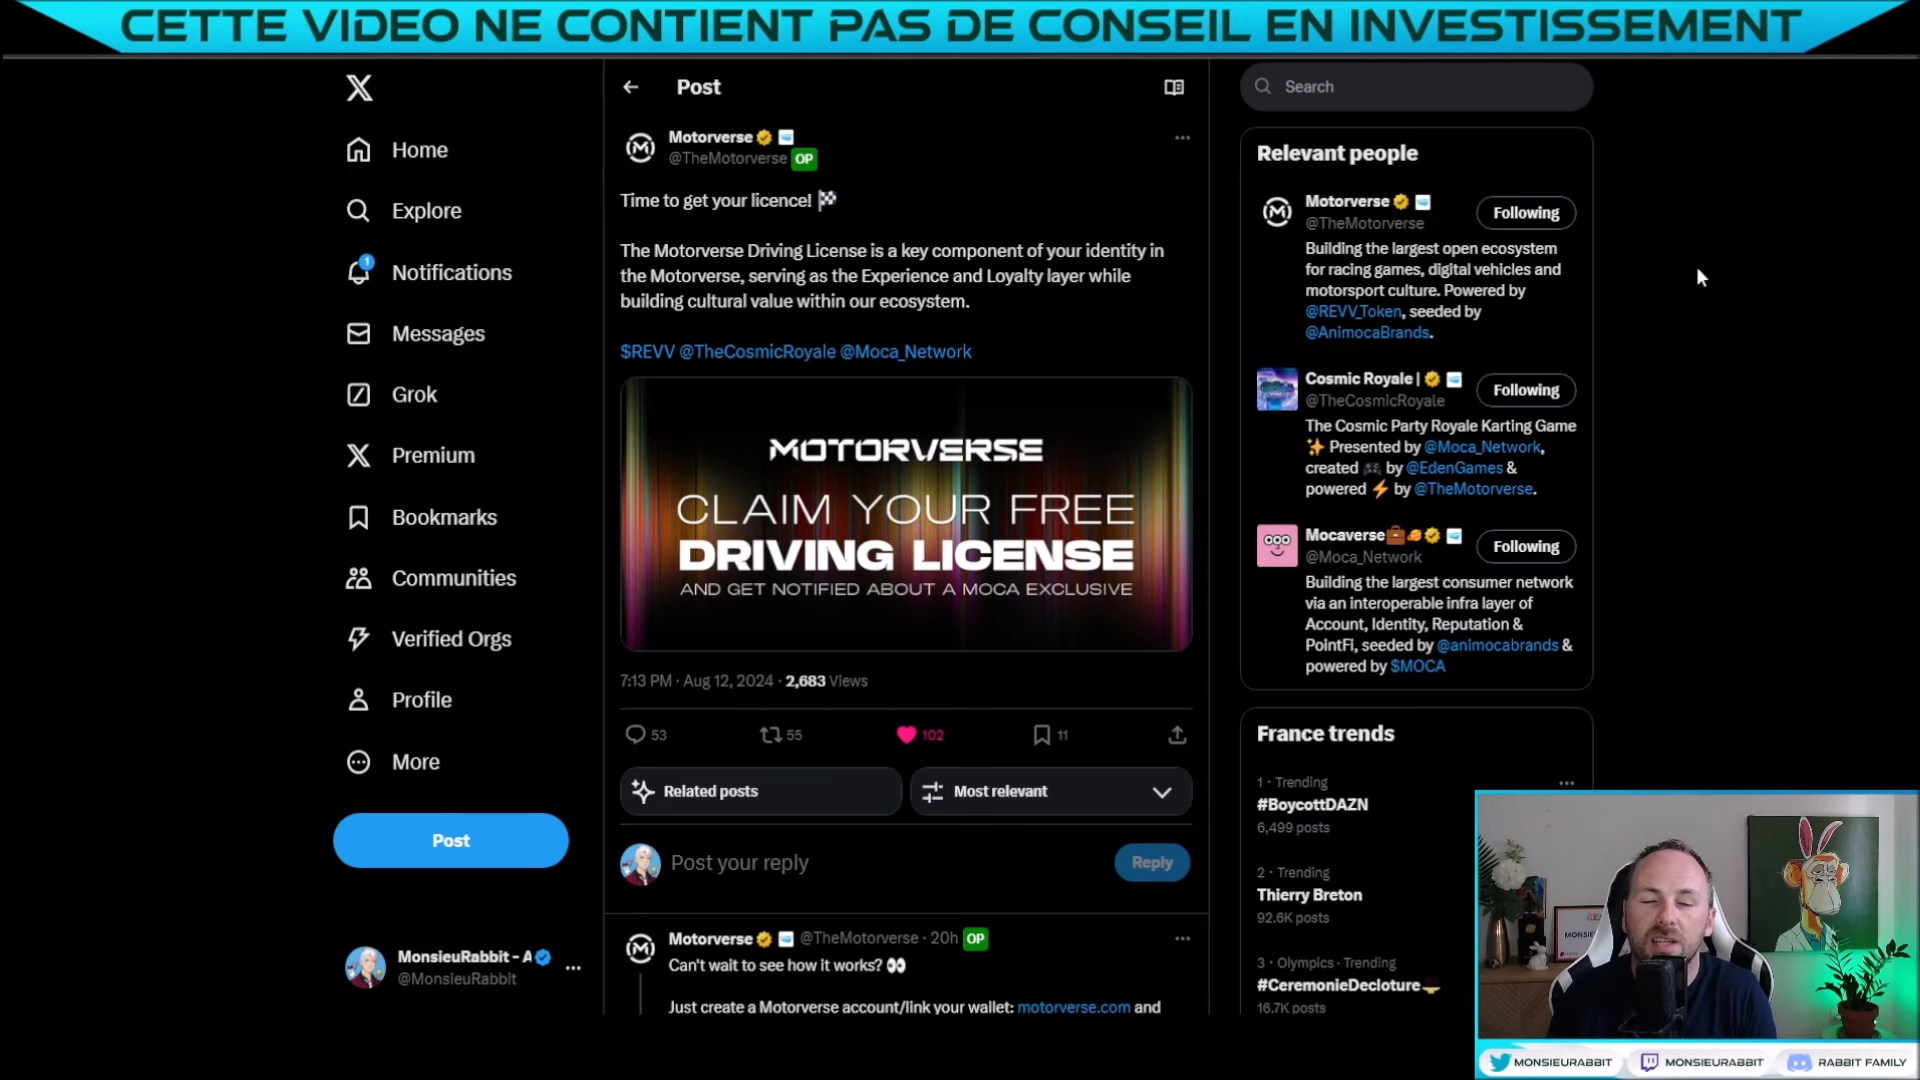 CETTE VIDEO NE CONTIENT PAS DE CONSEIL EN INVESTISSEMENT
Home
Explore
1
Notifications
Messages
Grok
Premium
Bookmarks
Communities
Verified Orgs
Profile
More
Post
MonsieuRabbit - A
@MonsieuRabbit
Post
Motorverse
@TheMotorverse OP
Time to get your licence!
The Motorverse Driving License is a key component of your identity in
the Motorverse, serving as the Experience and Loyalty layer while
building cultural value within our ecosystem.
$REVV @TheCosmicRoyale @Moca_Network
MOTORVERSE
CLAIM YOUR FREE
DRIVING LICENSE
AND GET NOTIFIED ABOUT A MOCA EXCLUSIVE
7:13 PM · Aug 12, 2024 · 2,683 Views
53
55
102
11
Related posts
Most relevant
Post your reply
Reply
Motorverse @TheMotorverse · 20h OP
Can't wait to see how it works?
Just create a Motorverse account/link your wallet: motorverse.com and
Search
Relevant people
Motorverse
@TheMotorverse
Following
Building the largest open ecosystem
for racing games, digital vehicles and
motorsport culture. Powered by
@REVV_Token, seeded by
@AnimocaBrands.
Cosmic Royale |
@TheCosmicRoyale
Following
The Cosmic Party Royale Karting Game
Presented by @Moca_Network,
created by @EdenGames &
powered by @TheMotorverse.
Mocaverse
@Moca_Network
Following
Building the largest consumer network
via an interoperable infra layer of
Account, Identity, Reputation &
PointFi, seeded by @animocabrands &
powered by $MOCA
France trends
1 · Trending
#BoycottDAZN
6,499 posts
2 · Trending
Thierry Breton
92.6K posts
3 · Olympics · Trending
#CeremonieDecloture
16.7K posts
MONSIEURABBIT
MONSIEURABBIT
RABBIT FAMILY